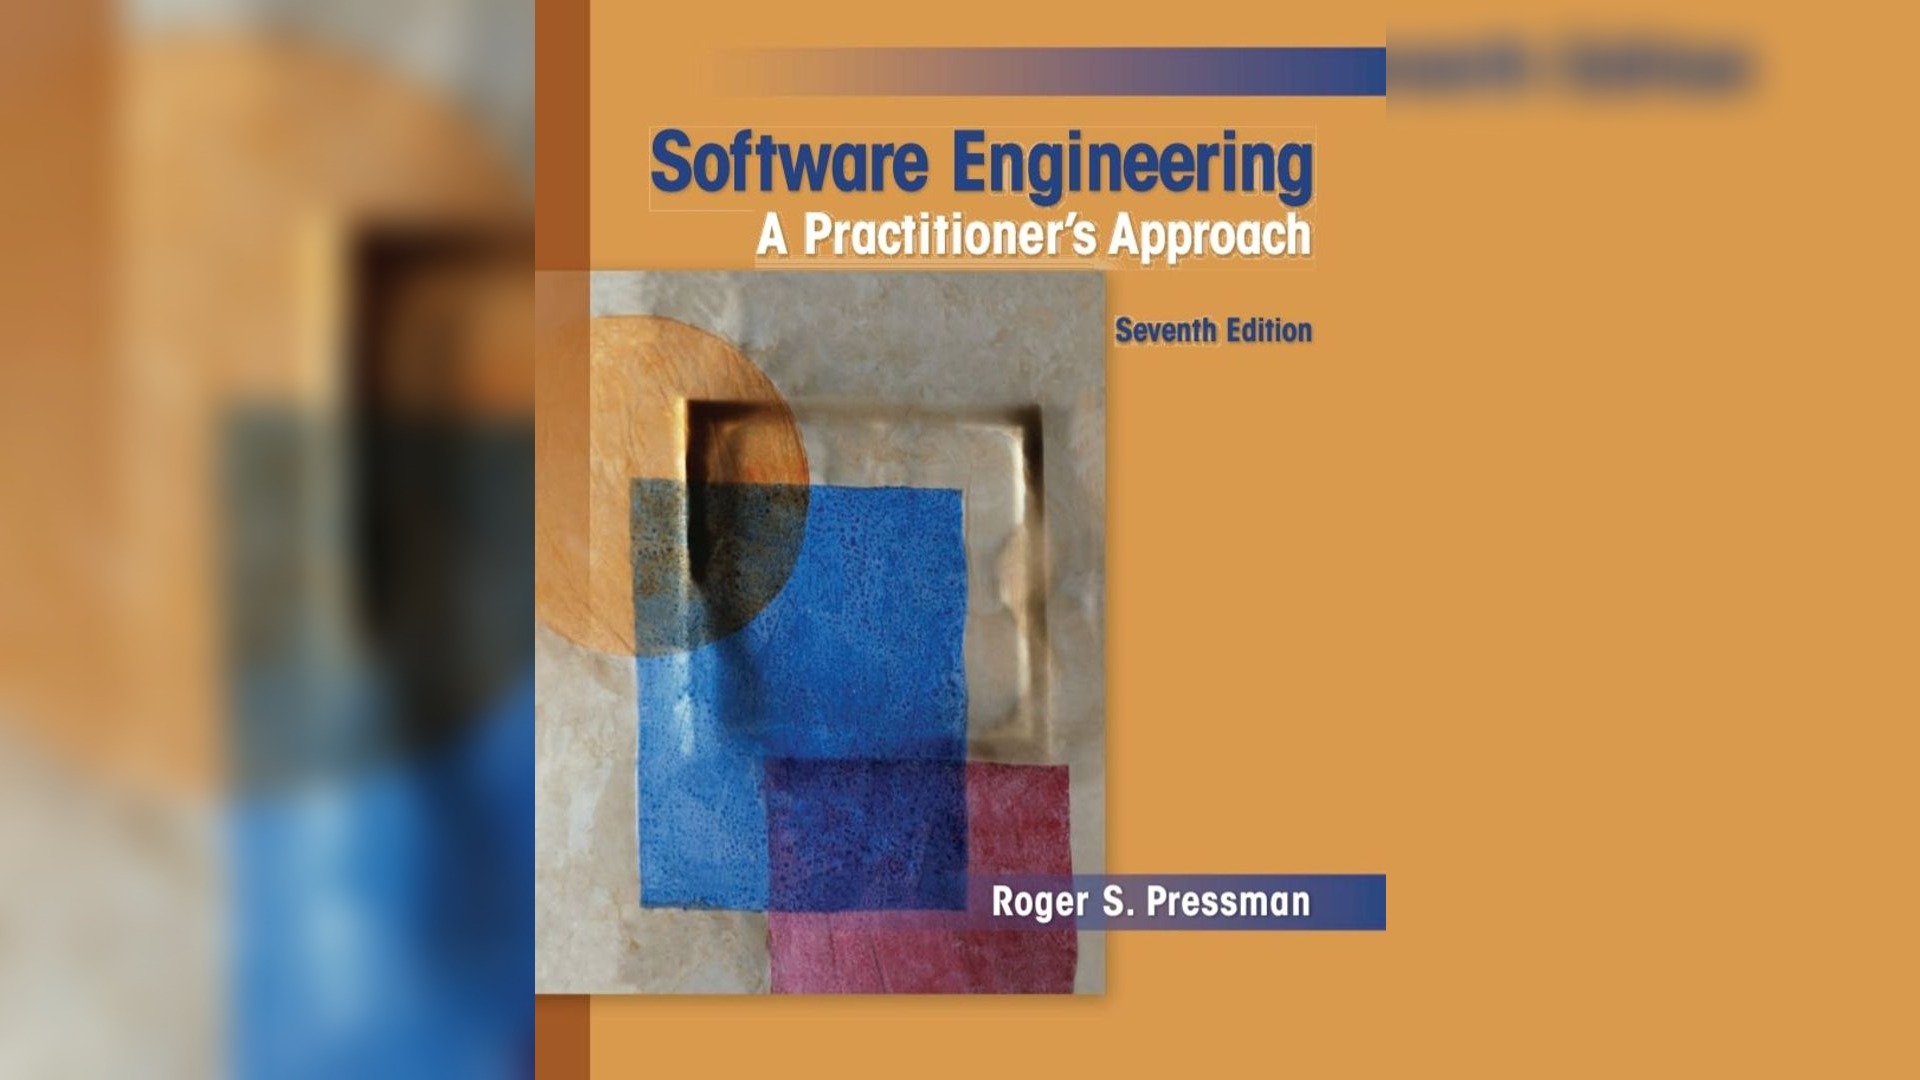 Software Engineering
A Practitioner's Approach
Seventh Edition
Roger S. Pressman